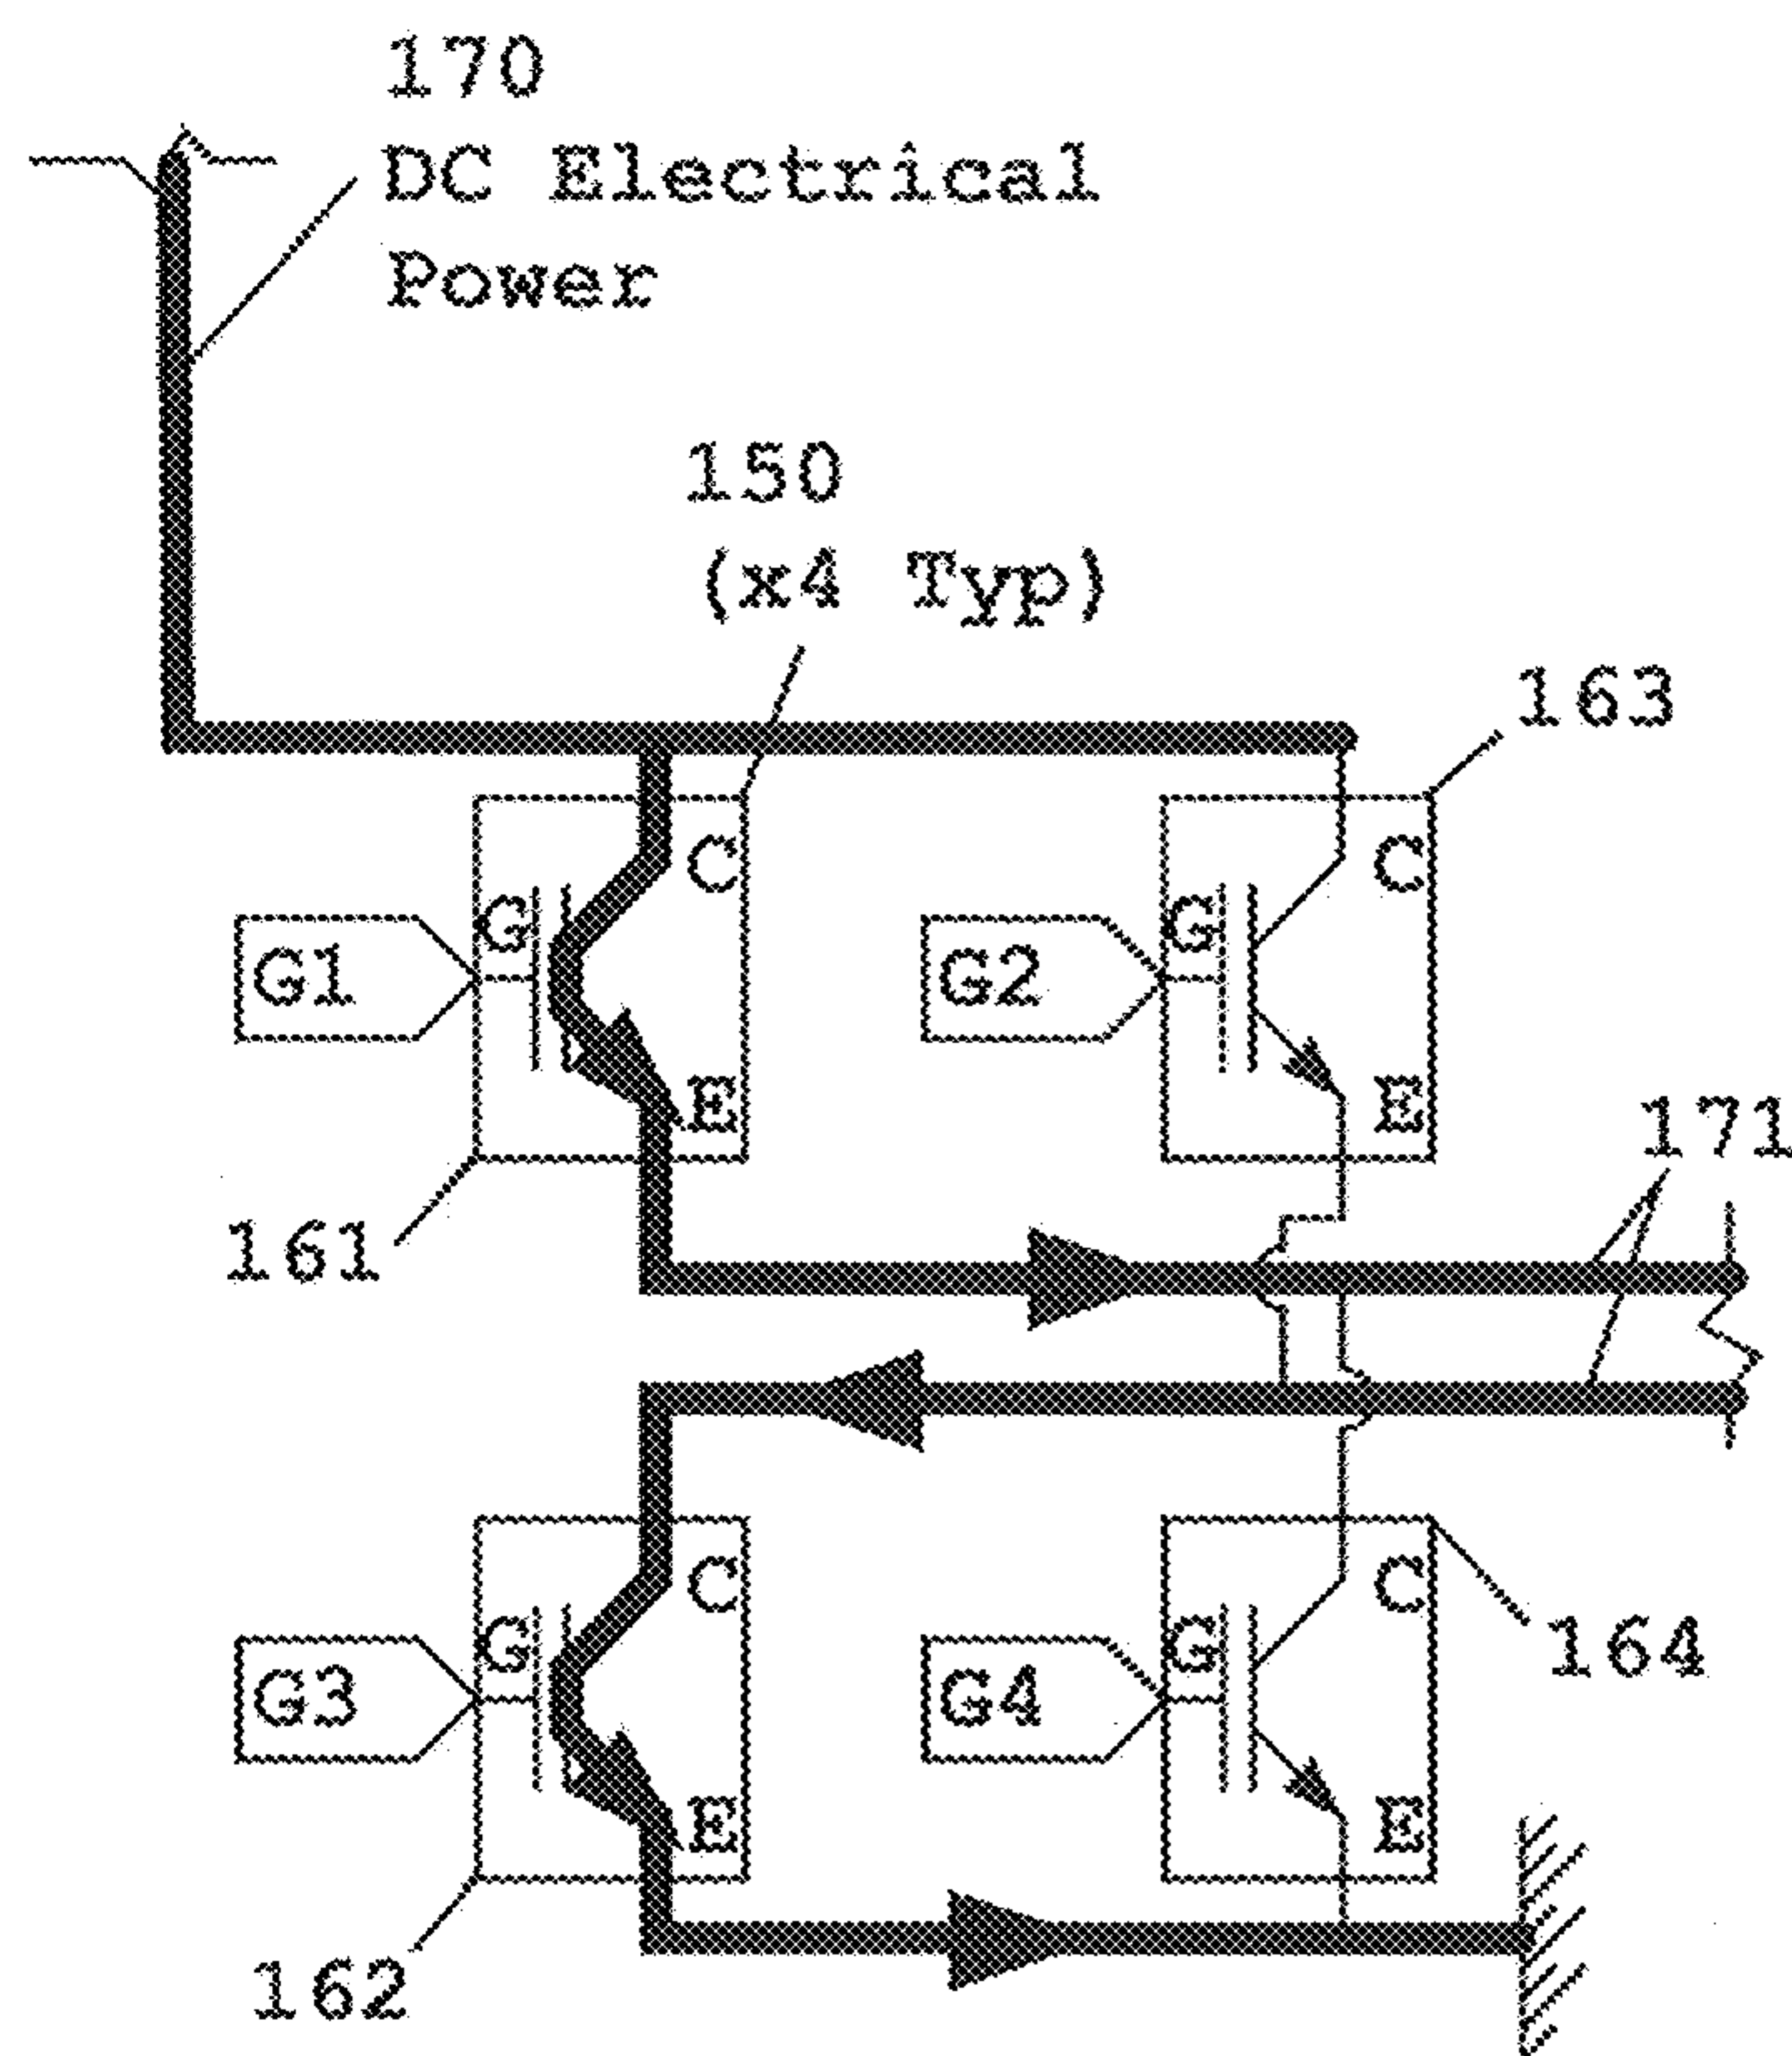 170
DC Electrical
Power
150
(x4 Typ)
163
C
C
G
G
G1
G2
E
E
171
161
C
C
G
G
164
G3
G4
E
E
162